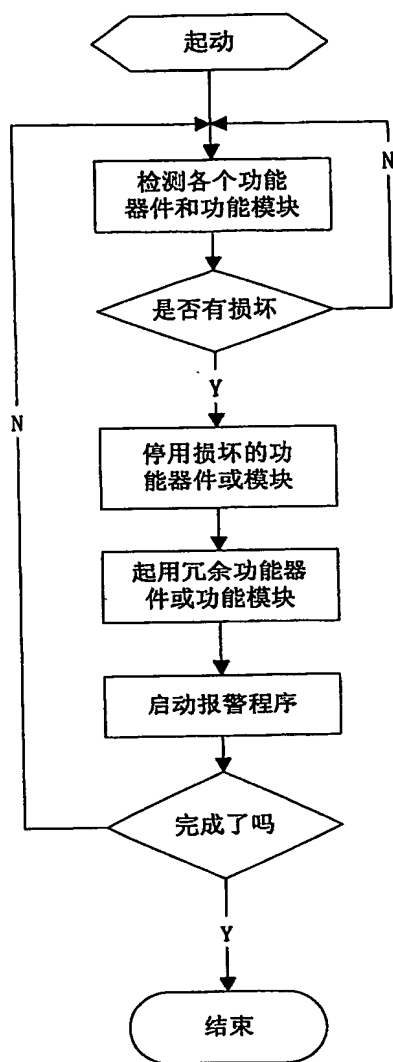 起动
N
检测各个功能
器件和功能模块
是否有损坏
Y
N
停用损坏的功
能器件或模块
起用冗余功能器
件或功能模块
启动报警程序
完成了吗
Y
结束